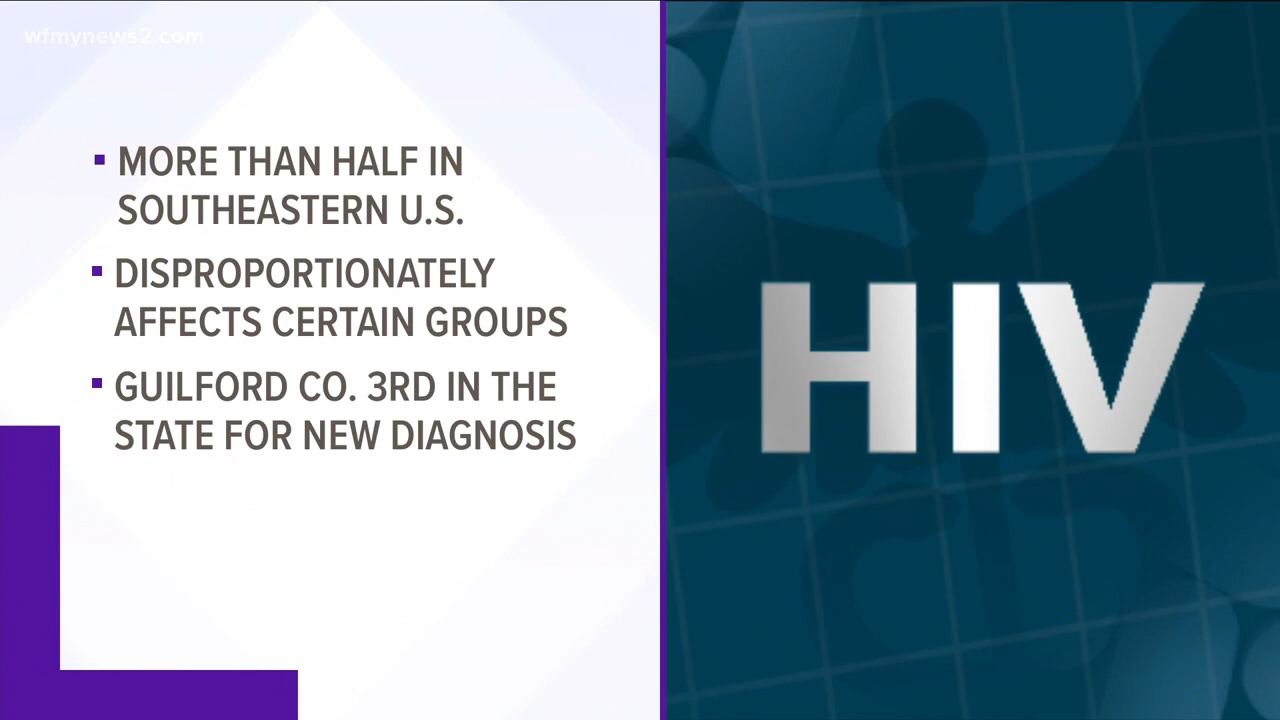 wfmynews2.com
MORE THAN HALF IN
SOUTHEASTERN U.S.
DISPROPORTIONATELY
AFFECTS CERTAIN GROUPS
GUILFORD CO. 3RD IN THE
STATE FOR NEW DIAGNOSIS
HIV